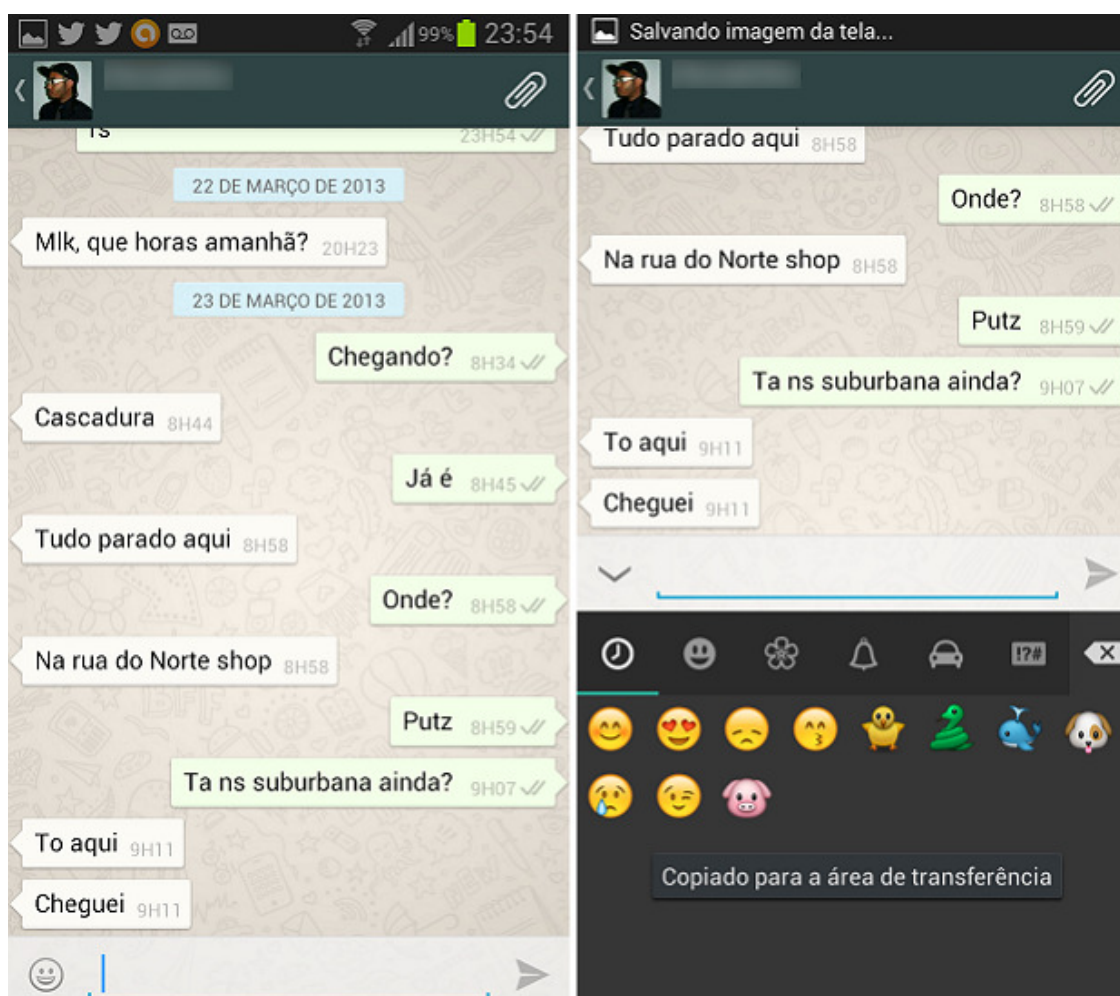 99% 23:54
rs 23H54
22 DE MARÇO DE 2013
Mlk, que horas amanhã? 20H23
23 DE MARÇO DE 2013
Chegando? 8H34
Cascadura 8H44
Já é 8H45
Tudo parado aqui 8H58
Onde? 8H58
Na rua do Norte shop 8H58
Putz 8H59
Ta ns suburbana ainda? 9H07
To aqui 9H11
Cheguei 9H11
Salvando imagem da tela...
Tudo parado aqui 8H58
Onde? 8H58
Na rua do Norte shop 8H58
Putz 8H59
Ta ns suburbana ainda? 9H07
To aqui 9H11
Cheguei 9H11
!?#
Copiado para a área de transferência